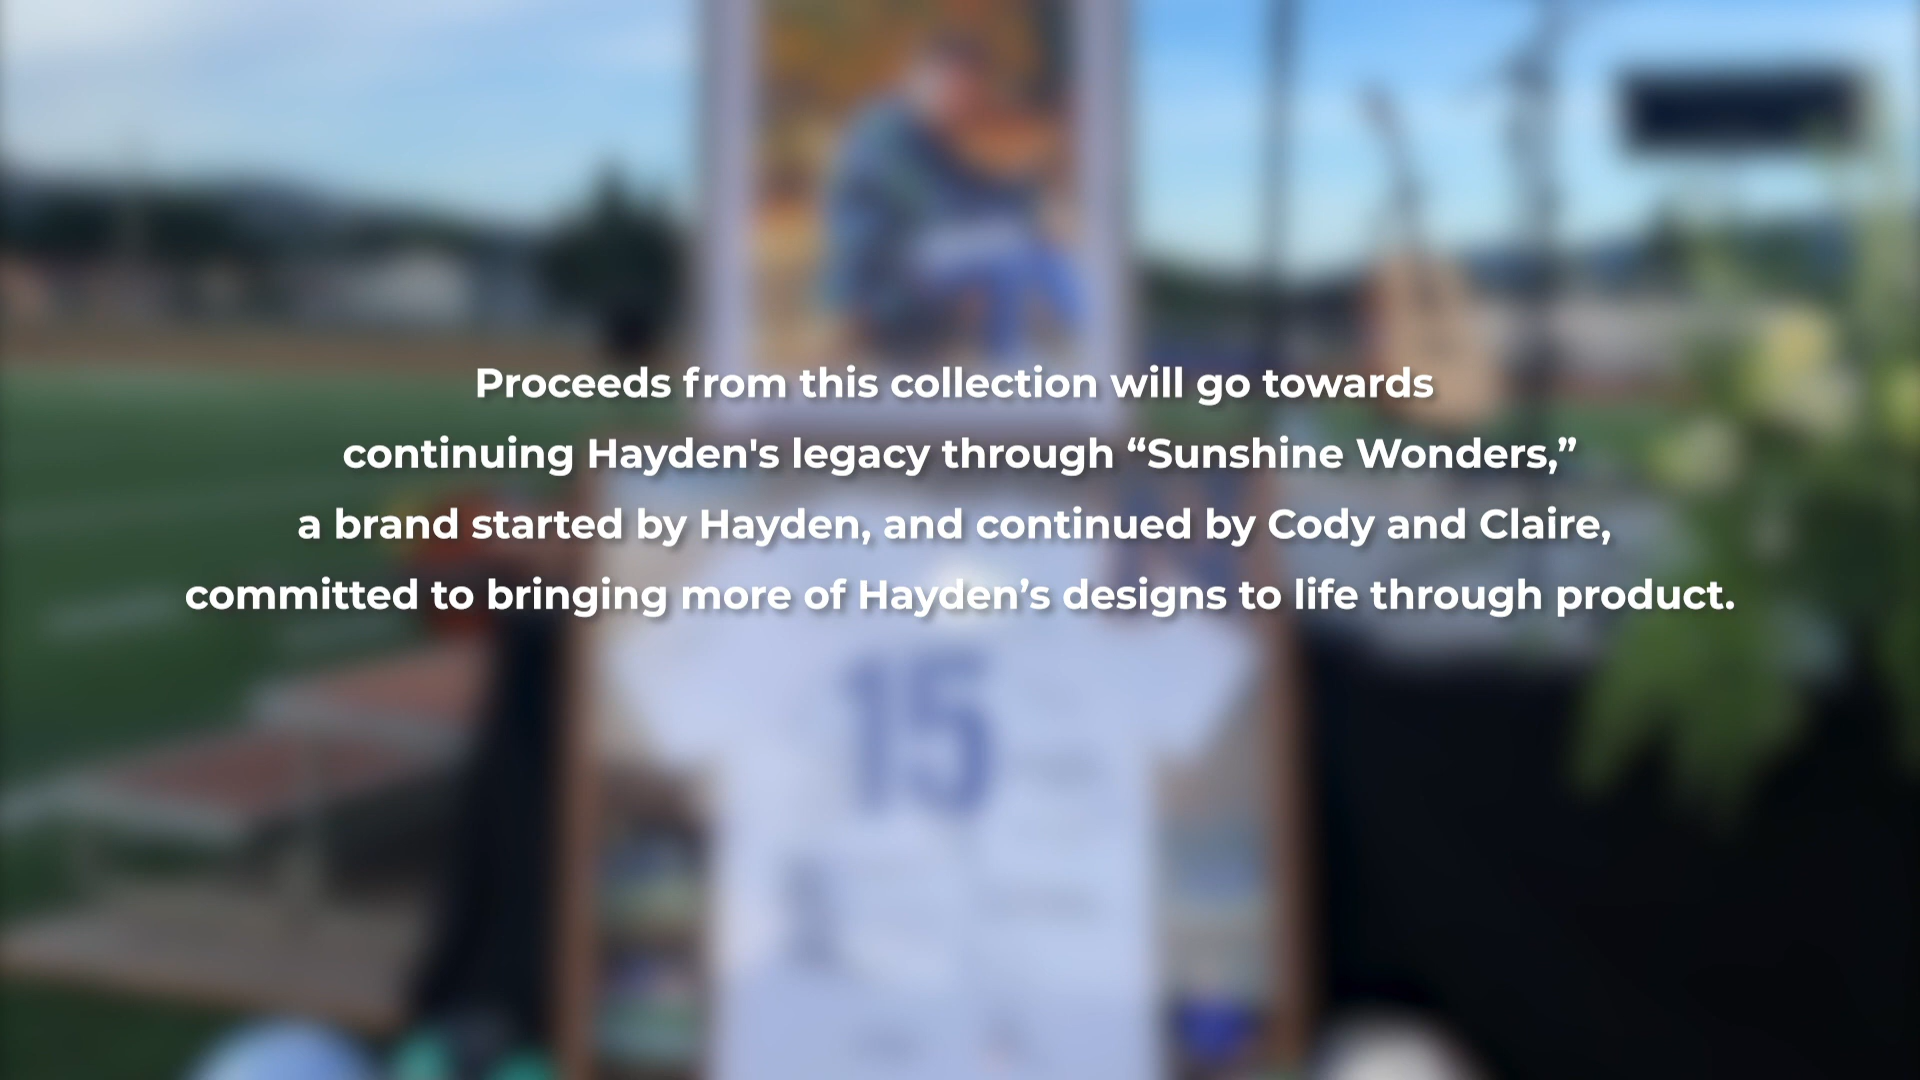 Proceeds from this collection will go towards
continuing Hayden's legacy through “Sunshine Wonders,”
a brand started by Hayden, and continued by Cody and Claire,
committed to bringing more of Hayden’s designs to life through product.
15